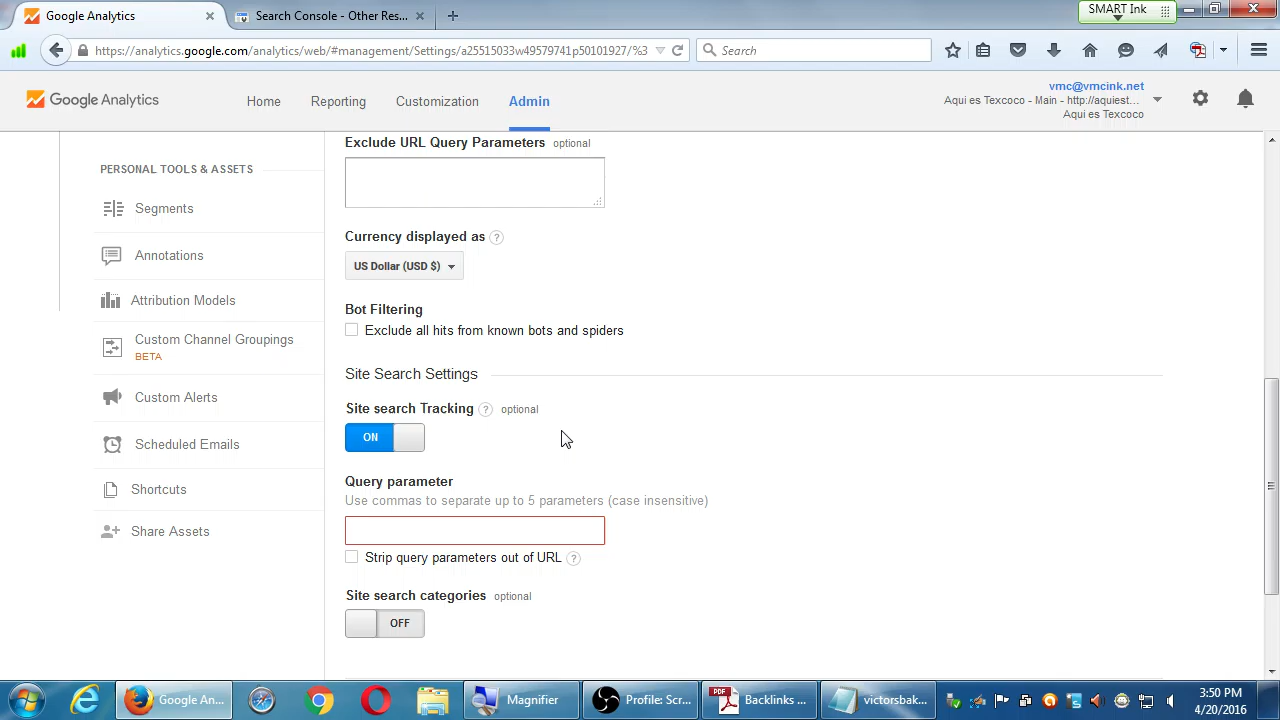 Google Analytics
Search Console - Other Res...
SMART Ink
https://analytics.google.com/analytics/web/#management/Settings/a25515033w49579741p50101927/%3
Search
Google Analytics
Home
Reporting
Customization
Admin
vmc@vmcink.net
Aqui es Texcoco - Main - http://aquiest...
Aqui es Texcoco
PERSONAL TOOLS & ASSETS
Segments
Annotations
Attribution Models
Custom Channel Groupings
BETA
Custom Alerts
Scheduled Emails
Shortcuts
Share Assets
Exclude URL Query Parameters optional
Currency displayed as ?
US Dollar (USD $)
Bot Filtering
Exclude all hits from known bots and spiders
Site Search Settings
Site search Tracking ? optional
ON
Query parameter
Use commas to separate up to 5 parameters (case insensitive)
Strip query parameters out of URL ?
Site search categories optional
OFF
Google An...
Magnifier
Profile: Scr...
PDF
Backlinks ...
victorsbak...
3:50 PM
4/20/2016